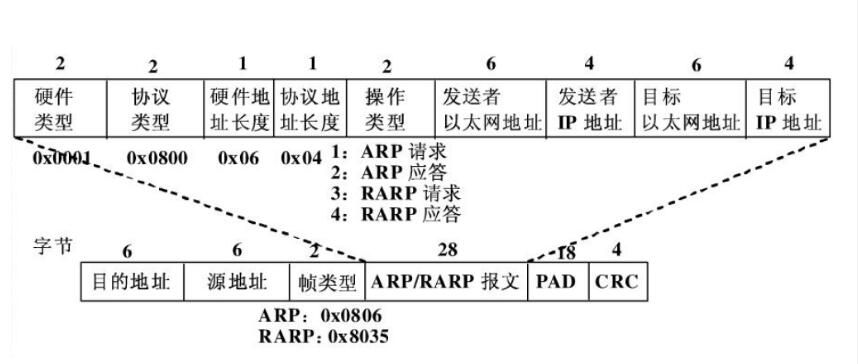 2 2 1 1 2 6 4 6 4
硬件 协议 硬件地 协议地 操作 发送者 发送者 目标 目标
类型 类型 址长度 址长度 类型 以太网地址 IP 地址 以太网地址 IP 地址
0x0001 0x0800 0x06 0x04
1： ARP 请求
2： ARP 应答
3： RARP 请求
4： RARP 应答
字节 6 6 2 28 18 4
目的地址 源地址 帧类型 ARP/RARP 报文 PAD CRC
ARP：0x0806
RARP：0x8035